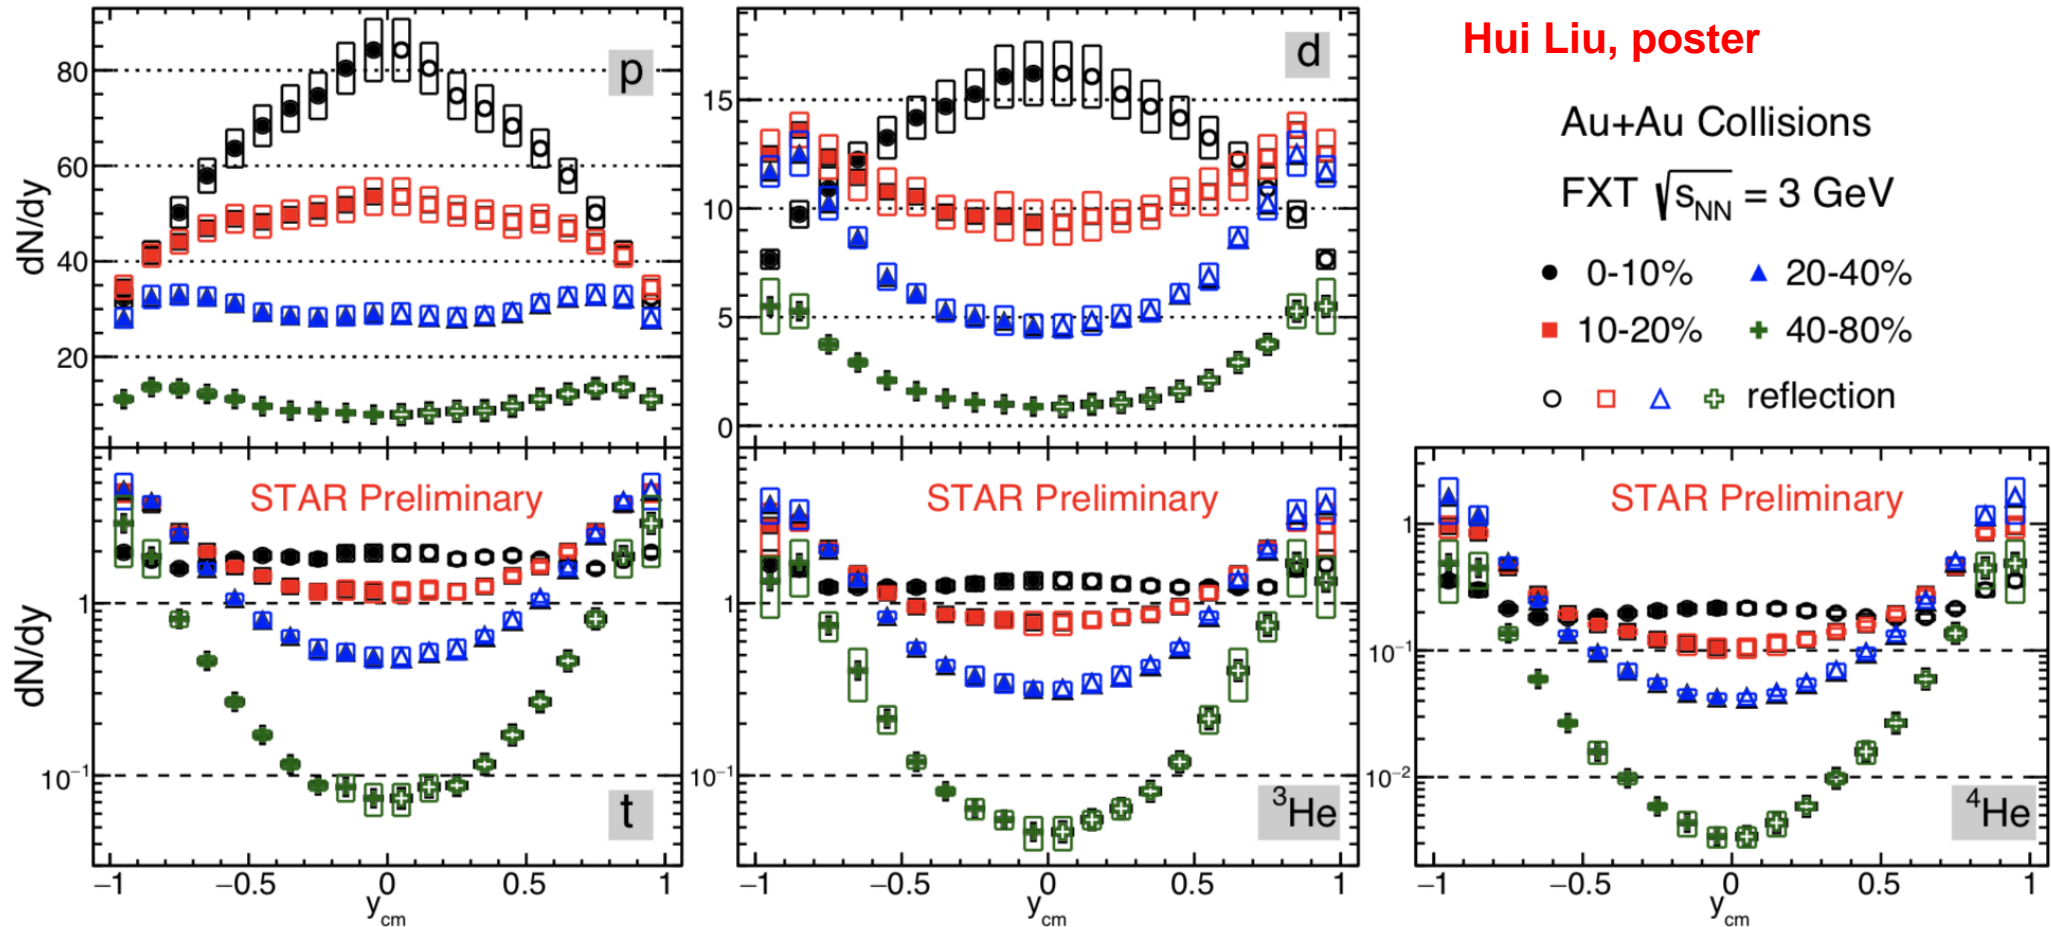 Hui Liu, poster
Au+Au Collisions
FXT √sNN = 3 GeV
0-10%
20-40%
10-20%
40-80%
reflection
p
dN/dy
80
60
40
20
d
15
10
5
0
STAR Preliminary
t
dN/dy
1
10⁻¹
−1
−0.5
0
0.5
1
ycm
STAR Preliminary
³He
1
10⁻¹
−1
−0.5
0
0.5
1
ycm
STAR Preliminary
⁴He
1
10⁻¹
10⁻²
−1
−0.5
0
0.5
1
ycm